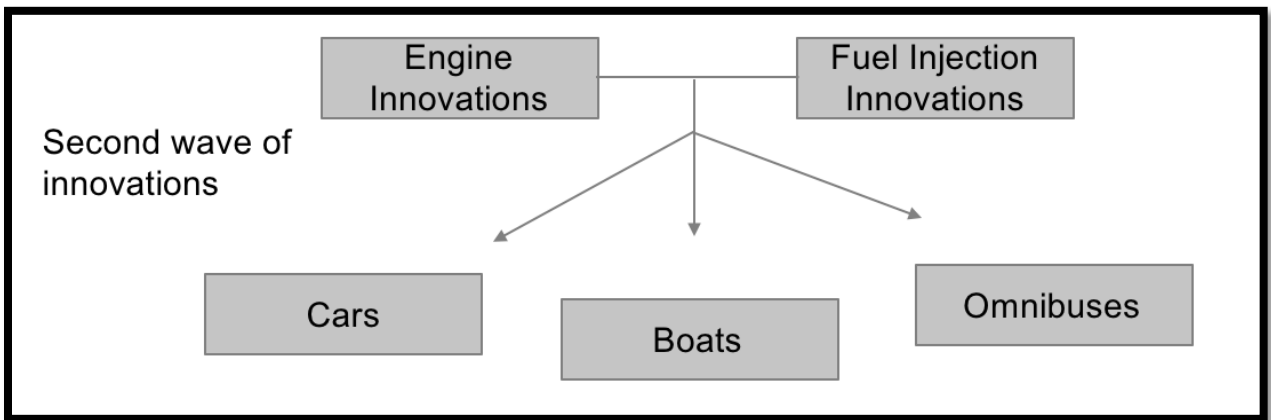 Engine
Innovations
Fuel Injection
Innovations
Second wave of
innovations
Cars
Boats
Omnibuses